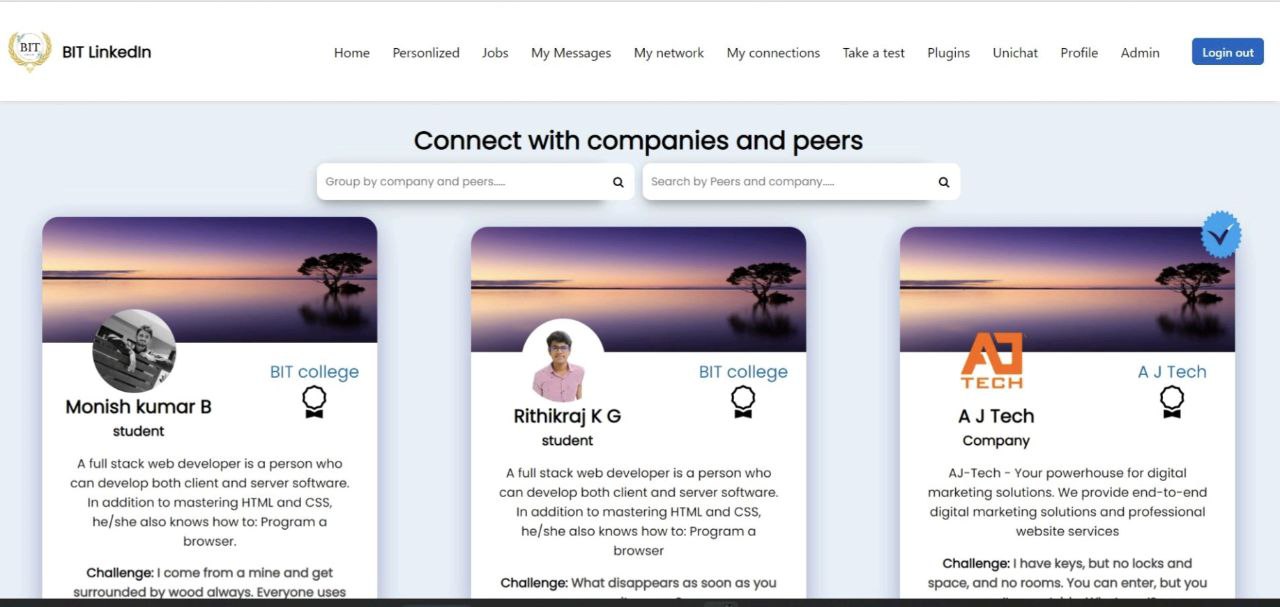 BIT
BIT LinkedIn
Home Personlized Jobs My Messages My network My connections Take a test Plugins Unichat Profile Admin Login out
Connect with companies and peers
Group by company and peers.....
Search by Peers and company.....
BIT college
Monish kumar B
student
A full stack web developer is a person who
can develop both client and server software.
In addition to mastering HTML and CSS,
he/she also knows how to: Program a
browser.
Challenge: I come from a mine and get
surrounded by wood always. Everyone uses
BIT college
Rithikraj K G
student
A full stack web developer is a person who
can develop both client and server software.
In addition to mastering HTML and CSS,
he/she also knows how to: Program a
browser
Challenge: What disappears as soon as you
AJ
TECH
A J Tech
A J Tech
Company
AJ-Tech - Your powerhouse for digital
marketing solutions. We provide end-to-end
digital marketing solutions and professional
website services
Challenge: I have keys, but no locks and
space, and no rooms. You can enter, but you